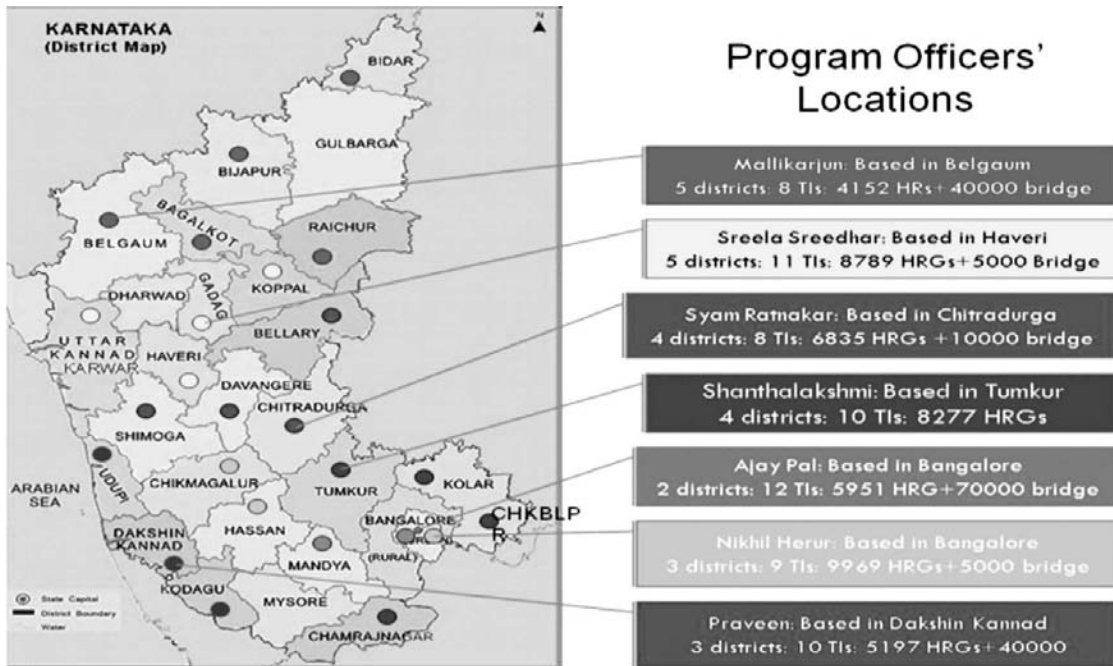 KARNATAKA
(District Map)
N
BIDAR
GULBARGA
BIJAPUR
BAGALKOT
BELGAUM
RAICHUR
GADAG
KOPPAL
DHARWAD
BELLARY
UTTAR
KANNAD
KARWAR
HAVERI
DAVANGERE
CHITRADURGA
SHIMOGA
UDUPI
CHIKMAGALUR
TUMKUR
KOLAR
ARABIAN
SEA
HASSAN
BANGALORE
CHKBLP
R
(RURAL)
DAKSHIN
KANNAD
MANDYA
KODAGU
MYSORE
CHAMRAJNAGAR
State Capital
District Boundary
Water
Program Officers'
Locations
Mallikarjun: Based in Belgaum
5 districts: 8 TIs: 4152 HRs+40000 bridge
Sreela Sreedhar: Based in Haveri
5 districts: 11 TIs: 8789 HRGs+5000 Bridge
Syam Ratnakar: Based in Chitradurga
4 districts: 8 TIs: 6835 HRGs +10000 bridge
Shanthalakshmi: Based in Tumkur
4 districts: 10 TIs: 8277 HRGs
Ajay Pal: Based in Bangalore
2 districts: 12 TIs: 5951 HRG+70000 bridge
Nikhil Herur: Based in Bangalore
3 districts: 9 TIs: 9969 HRGs+5000 bridge
Praveen: Based in Dakshin Kannad
3 districts: 10 TIs: 5197 HRGs+40000